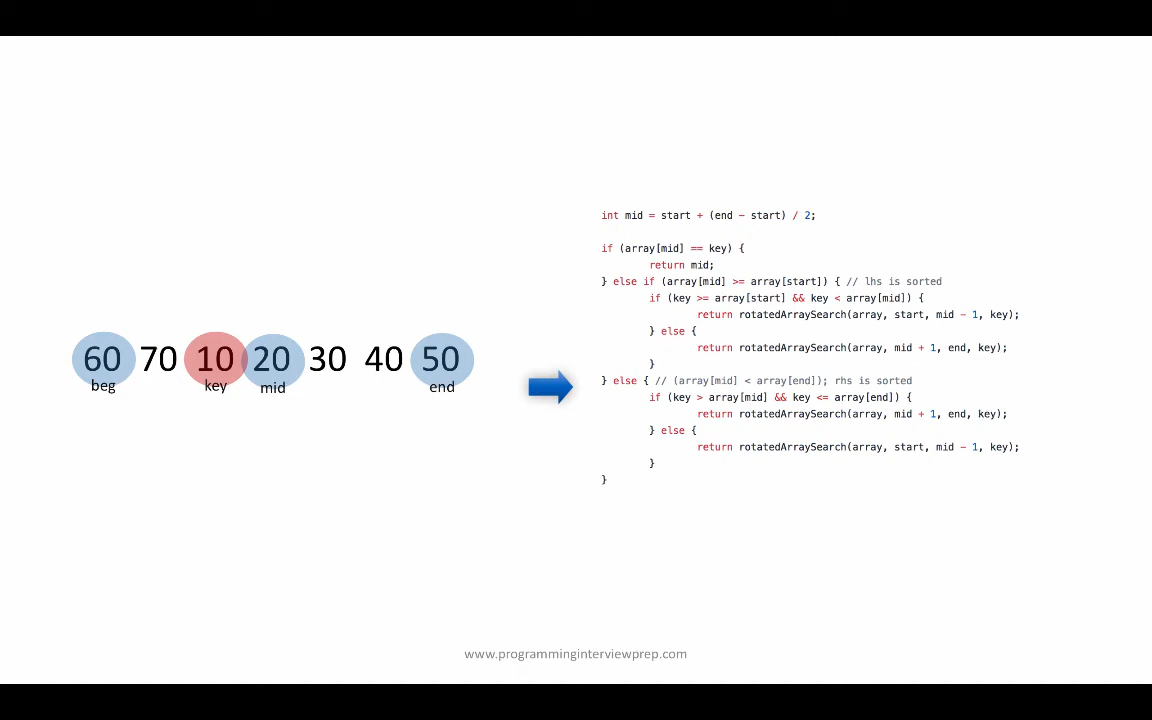 60 70 10 20 30 40 50
beg key mid end
int mid = start + (end - start) / 2;
if (array[mid] == key) {
return mid;
} else if (array[mid] >= array[start]) { // lhs is sorted
if (key >= array[start] && key < array[mid]) {
return rotatedArraySearch(array, start, mid - 1, key);
} else {
return rotatedArraySearch(array, mid + 1, end, key);
}
} else { // (array[mid] < array[end]); rhs is sorted
if (key > array[mid] && key <= array[end]) {
return rotatedArraySearch(array, mid + 1, end, key);
} else {
return rotatedArraySearch(array, start, mid - 1, key);
}
}
www.programminginterviewprep.com